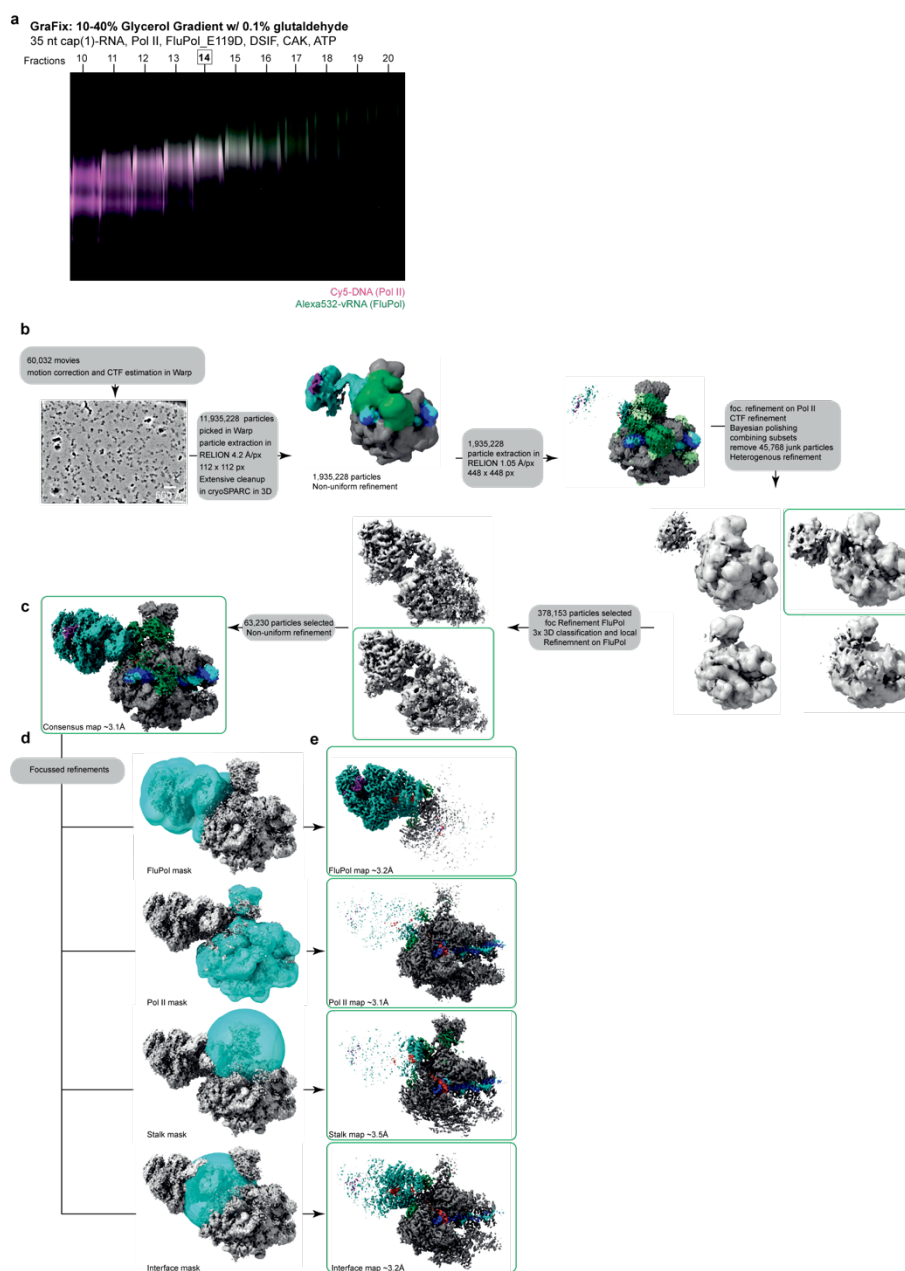 a
GraFix: 10-40% Glycerol Gradient w/ 0.1% glutaldehyde
35 nt cap(1)-RNA, Pol II, FluPol_E119D, DSIF, CAK, ATP
Fractions 10 11 12 13 14 15 16 17 18 19 20
Cy5-DNA (Pol II)
Alexa532-vRNA (FluPol)
b
60,032 movies
motion correction and CTF estimation in Warp
11,935,228 particles
picked in Warp
particle extraction in
RELION 4.2 Å/px
112 x 112 px
Extensive cleanup
in cryoSPARC in 3D
1,935,228 particles
Non-uniform refinement
1,935,228
particle extraction in
RELION 1.05 Å/px
448 x 448 px
foc. refinement on Pol II
CTF refinement
Bayesian polishing
combining subsets
remove 45,768 junk particles
Heterogenous refinement
378,153 particles selected
foc Refinement FluPol
3x 3D classification and local
Refinemnent on FluPol
63,230 particles selected
Non-uniform refinement
c
Consensus map ~3.1Å
d
Focussed refinements
e
FluPol mask
FluPol map ~3.2Å
Pol II mask
Pol II map ~3.1Å
Stalk mask
Stalk map ~3.5Å
Interface mask
Interface map ~3.2Å